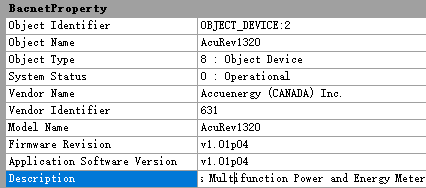 BacnetProperty
Object Identifier OBJECT_DEVICE:2
Object Name AcuRev1320
Object Type 8 : Object Device
System Status 0 : Operational
Vendor Name Accuenergy (CANADA) Inc.
Vendor Identifier 631
Model Name AcuRev1320
Firmware Revision v1.01p04
Application Software Version v1.01p04
Description : Multifunction Power and Energy Meter